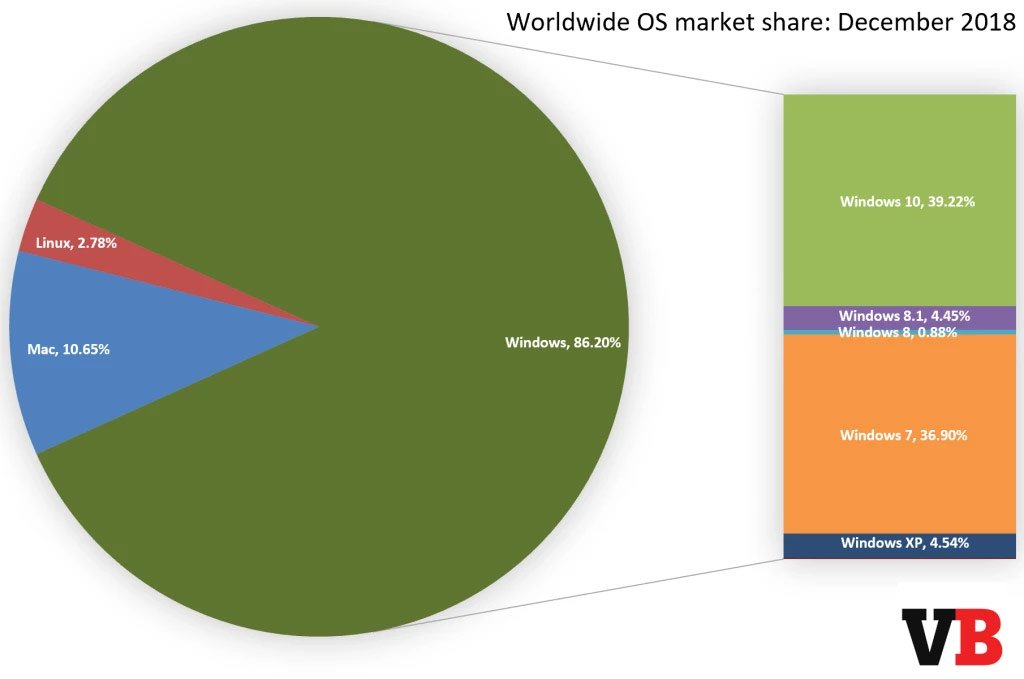 Worldwide OS market share: December 2018
Linux, 2.78%
Mac, 10.65%
Windows, 86.20%
Windows 10, 39.22%
Windows 8.1, 4.45%
Windows 8, 0.88%
Windows 7, 36.90%
Windows XP, 4.54%
VB